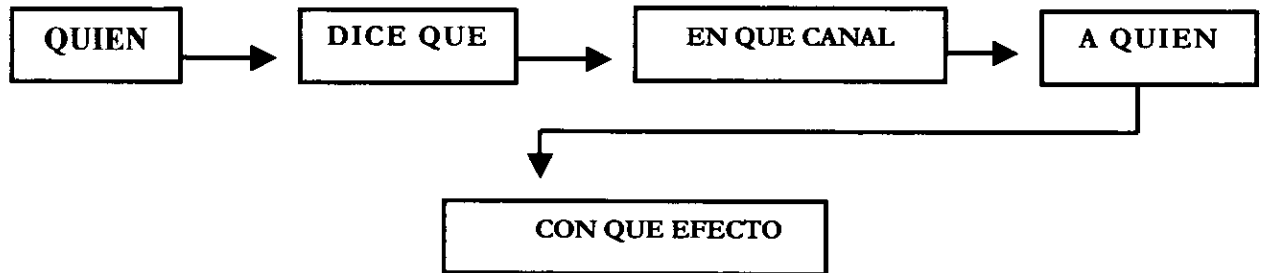 QUIEN
DICE QUE
EN QUE CANAL
A QUIEN
CON QUE EFECTO